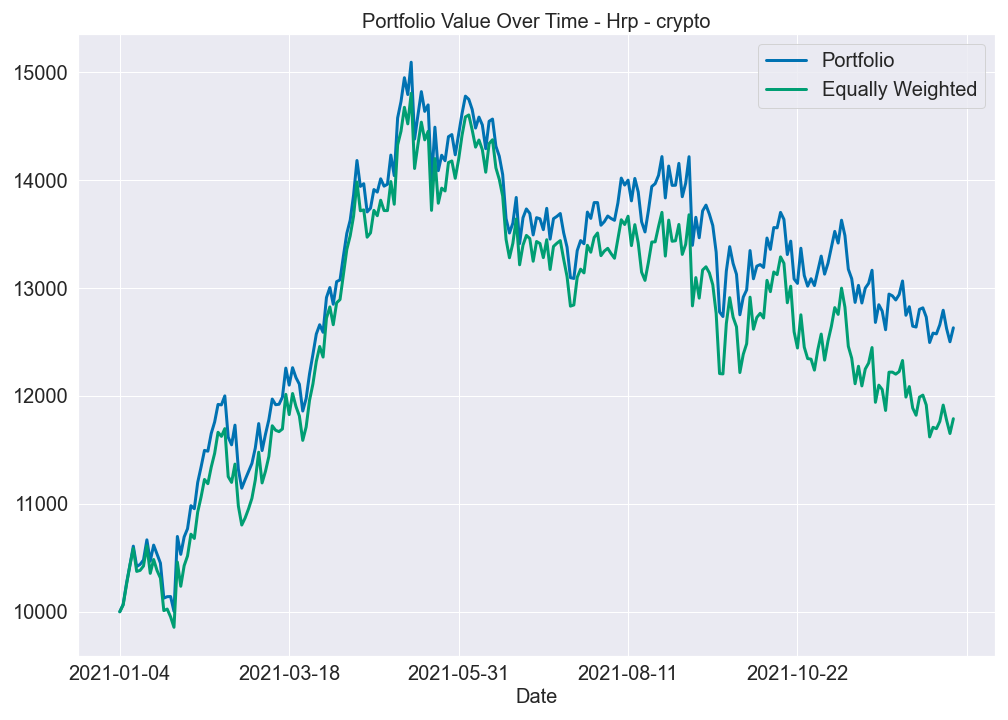 Portfolio Value Over Time - Hrp - crypto
Portfolio
Equally Weighted
15000
14000
13000
12000
11000
10000
2021-01-04 2021-03-18 2021-05-31 2021-08-11 2021-10-22
Date